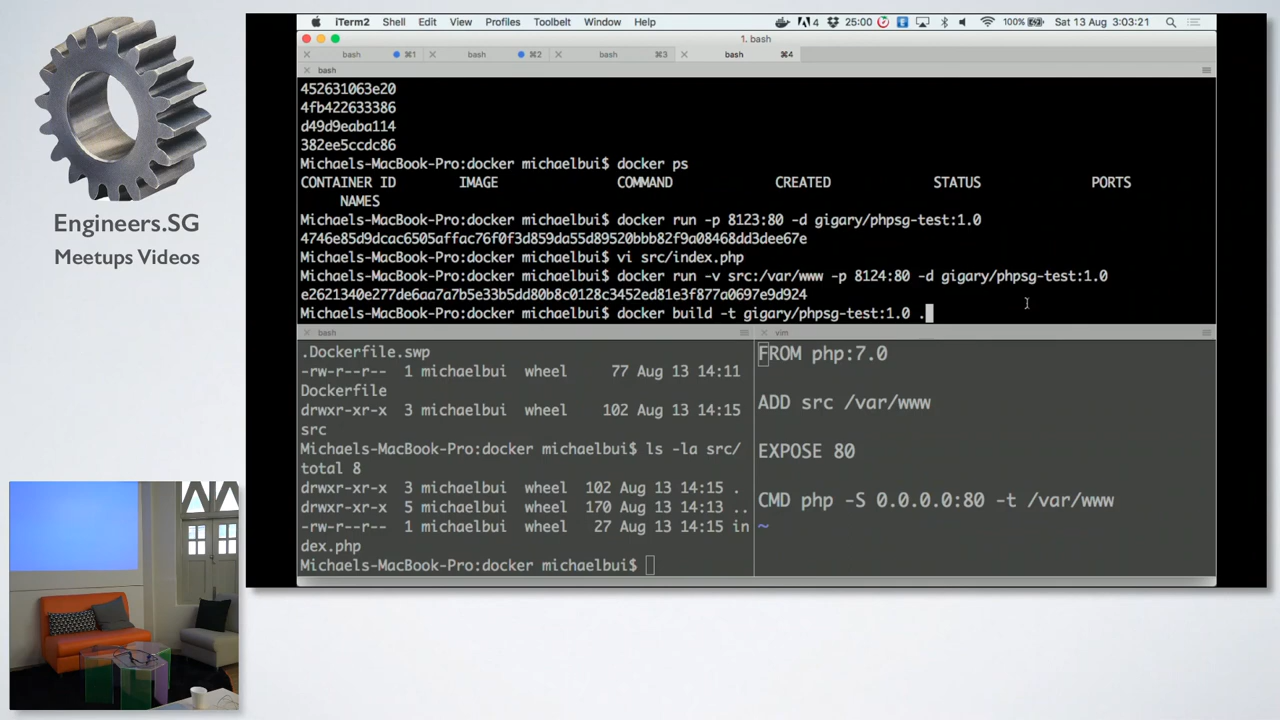 iTerm2 Shell Edit View Profiles Toolbelt Window Help 4 25:00 100% Sat 13 Aug 3:03:21
1. bash
bash ⌘1 bash ⌘2 bash ⌘3 bash ⌘4
bash
452631063e20
4fb422633386
d49d9eaba114
382ee5ccdc86
Michaels-MacBook-Pro:docker michaelbui$ docker ps
CONTAINER ID IMAGE COMMAND CREATED STATUS PORTS
NAMES
Michaels-MacBook-Pro:docker michaelbui$ docker run -p 8123:80 -d gigary/phpsg-test:1.0
4746e85d9dcac6505affac76f0f3d859da55d89520bbb82f9a08468dd3dee67e
Michaels-MacBook-Pro:docker michaelbui$ vi src/index.php
Michaels-MacBook-Pro:docker michaelbui$ docker run -v src:/var/www -p 8124:80 -d gigary/phpsg-test:1.0
e2621340e277de6aa7a7b5e33b5dd80b8c0128c3452ed81e3f877a0697e9d924
Michaels-MacBook-Pro:docker michaelbui$ docker build -t gigary/phpsg-test:1.0 .
bash
.Dockerfile.swp
-rw-r--r-- 1 michaelbui wheel 77 Aug 13 14:11
Dockerfile
drwxr-xr-x 3 michaelbui wheel 102 Aug 13 14:15
src
Michaels-MacBook-Pro:docker michaelbui$ ls -la src/
total 8
drwxr-xr-x 3 michaelbui wheel 102 Aug 13 14:15 .
drwxr-xr-x 5 michaelbui wheel 170 Aug 13 14:13 ..
-rw-r--r-- 1 michaelbui wheel 27 Aug 13 14:15 in
dex.php
Michaels-MacBook-Pro:docker michaelbui$
vim
FROM php:7.0
ADD src /var/www
EXPOSE 80
CMD php -S 0.0.0.0:80 -t /var/www
~
Engineers.SG
Meetups Videos